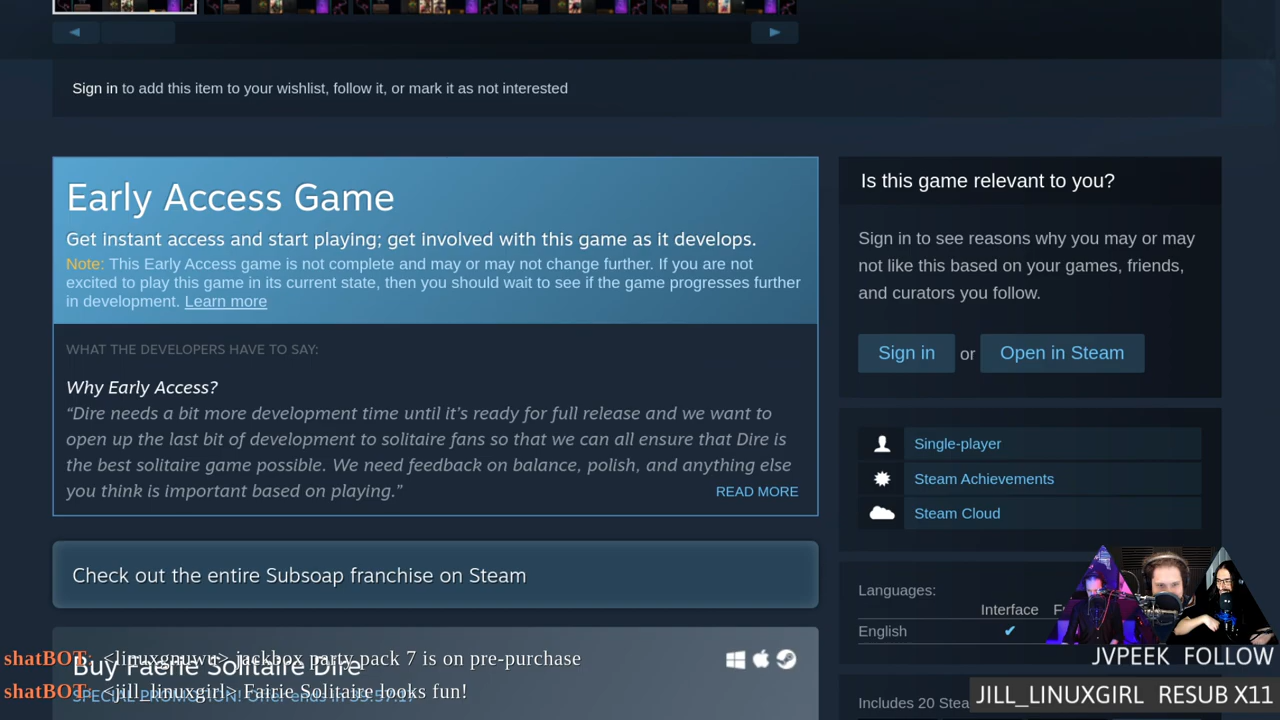 Sign in to add this item to your wishlist, follow it, or mark it as not interested
Early Access Game
Get instant access and start playing; get involved with this game as it develops.
Note: This Early Access game is not complete and may or may not change further. If you are not
excited to play this game in its current state, then you should wait to see if the game progresses further
in development. Learn more
WHAT THE DEVELOPERS HAVE TO SAY:
Why Early Access?
“Dire needs a bit more development time until it’s ready for full release and we want to
open up the last bit of development to solitaire fans so that we can all ensure that Dire is
the best solitaire game possible. We need feedback on balance, polish, and anything else
you think is important based on playing.”
READ MORE
Check out the entire Subsoap franchise on Steam
Buy Faerie Solitaire Dire
SPECIAL PROMOTION! Offer ends in
shatBOT: <linuxgnuwu> jackbox party pack 7 is on pre-purchase
shatBOT: <jill_linuxgirl> Fairie Solitaire looks fun!
Is this game relevant to you?
Sign in to see reasons why you may or may
not like this based on your games, friends,
and curators you follow.
Sign in or Open in Steam
Single-player
Steam Achievements
Steam Cloud
Languages:
Interface
English ✔
Includes 20
JVPEEK FOLLOW
JILL_LINUXGIRL RESUB X11